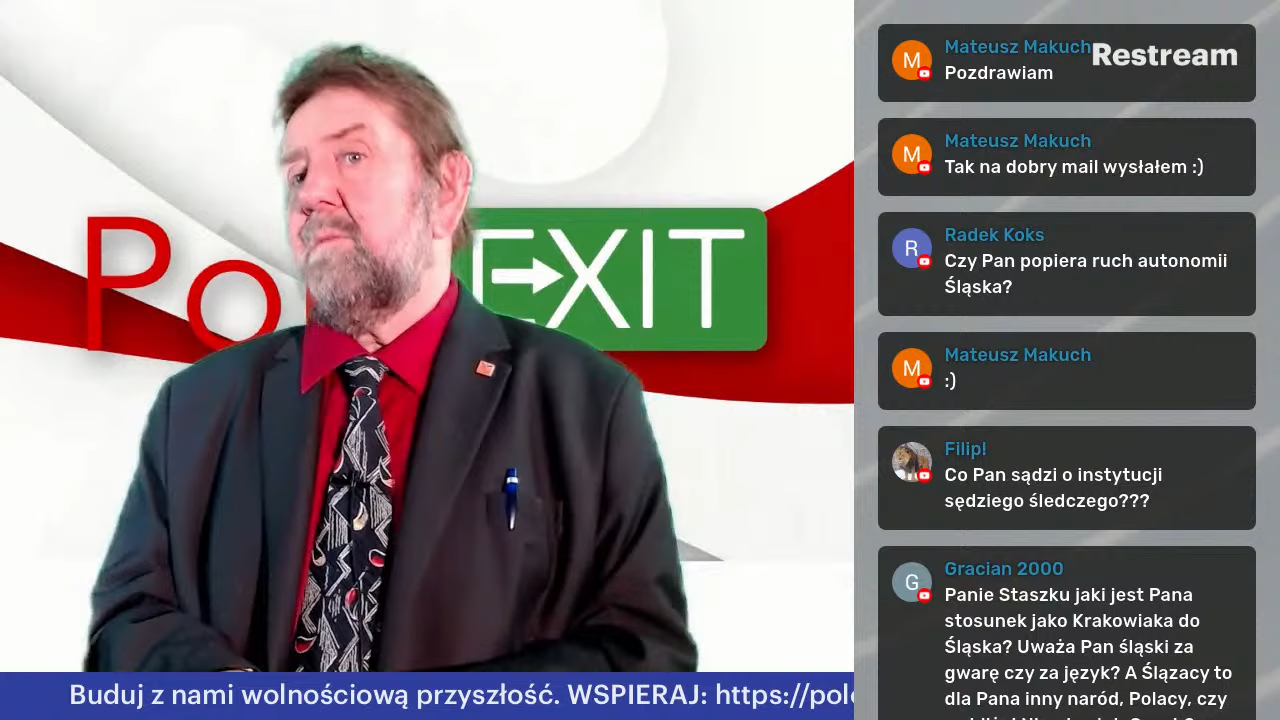 Po EXIT
Buduj z nami wolnościową przyszłość. WSPIERAJ: https://pol
Restream
Mateusz Makuch
Pozdrawiam
Mateusz Makuch
Tak na dobry mail wysłałem :)
Radek Koks
Czy Pan popiera ruch autonomii
Śląska?
Mateusz Makuch
:)
Filip!
Co Pan sądzi o instytucji
sędziego śledczego???
Gracian 2000
Panie Staszku jaki jest Pana
stosunek jako Krakowiaka do
Śląska? Uważa Pan śląski za
gwarę czy za język? A Ślązacy to
dla Pana inny naród, Polacy, czy